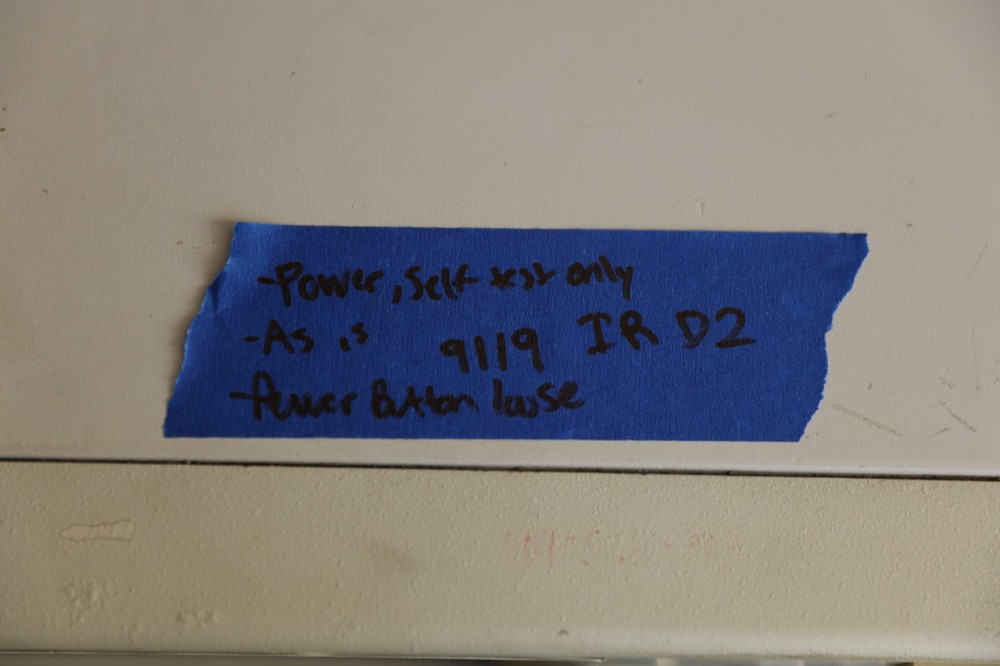 -Power, Self test only
-As is 9119 IR D2
-Power Button loose